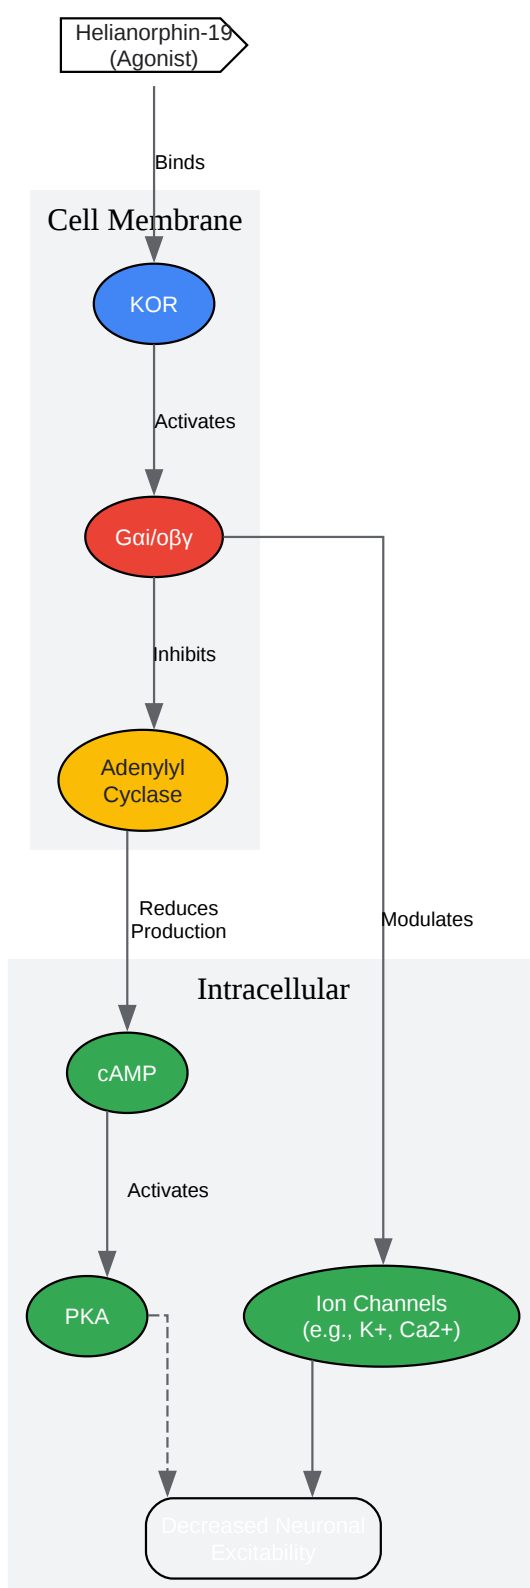 Helianorphin-19
(Agonist)
Binds
Cell Membrane
KOR
Activates
Gαi/oβγ
Inhibits
Adenylyl
Cyclase
Reduces
Production
Modulates
Intracellular
cAMP
Activates
Ion Channels
(e.g., K+, Ca2+)
PKA
Decreased Neuronal
Excitability